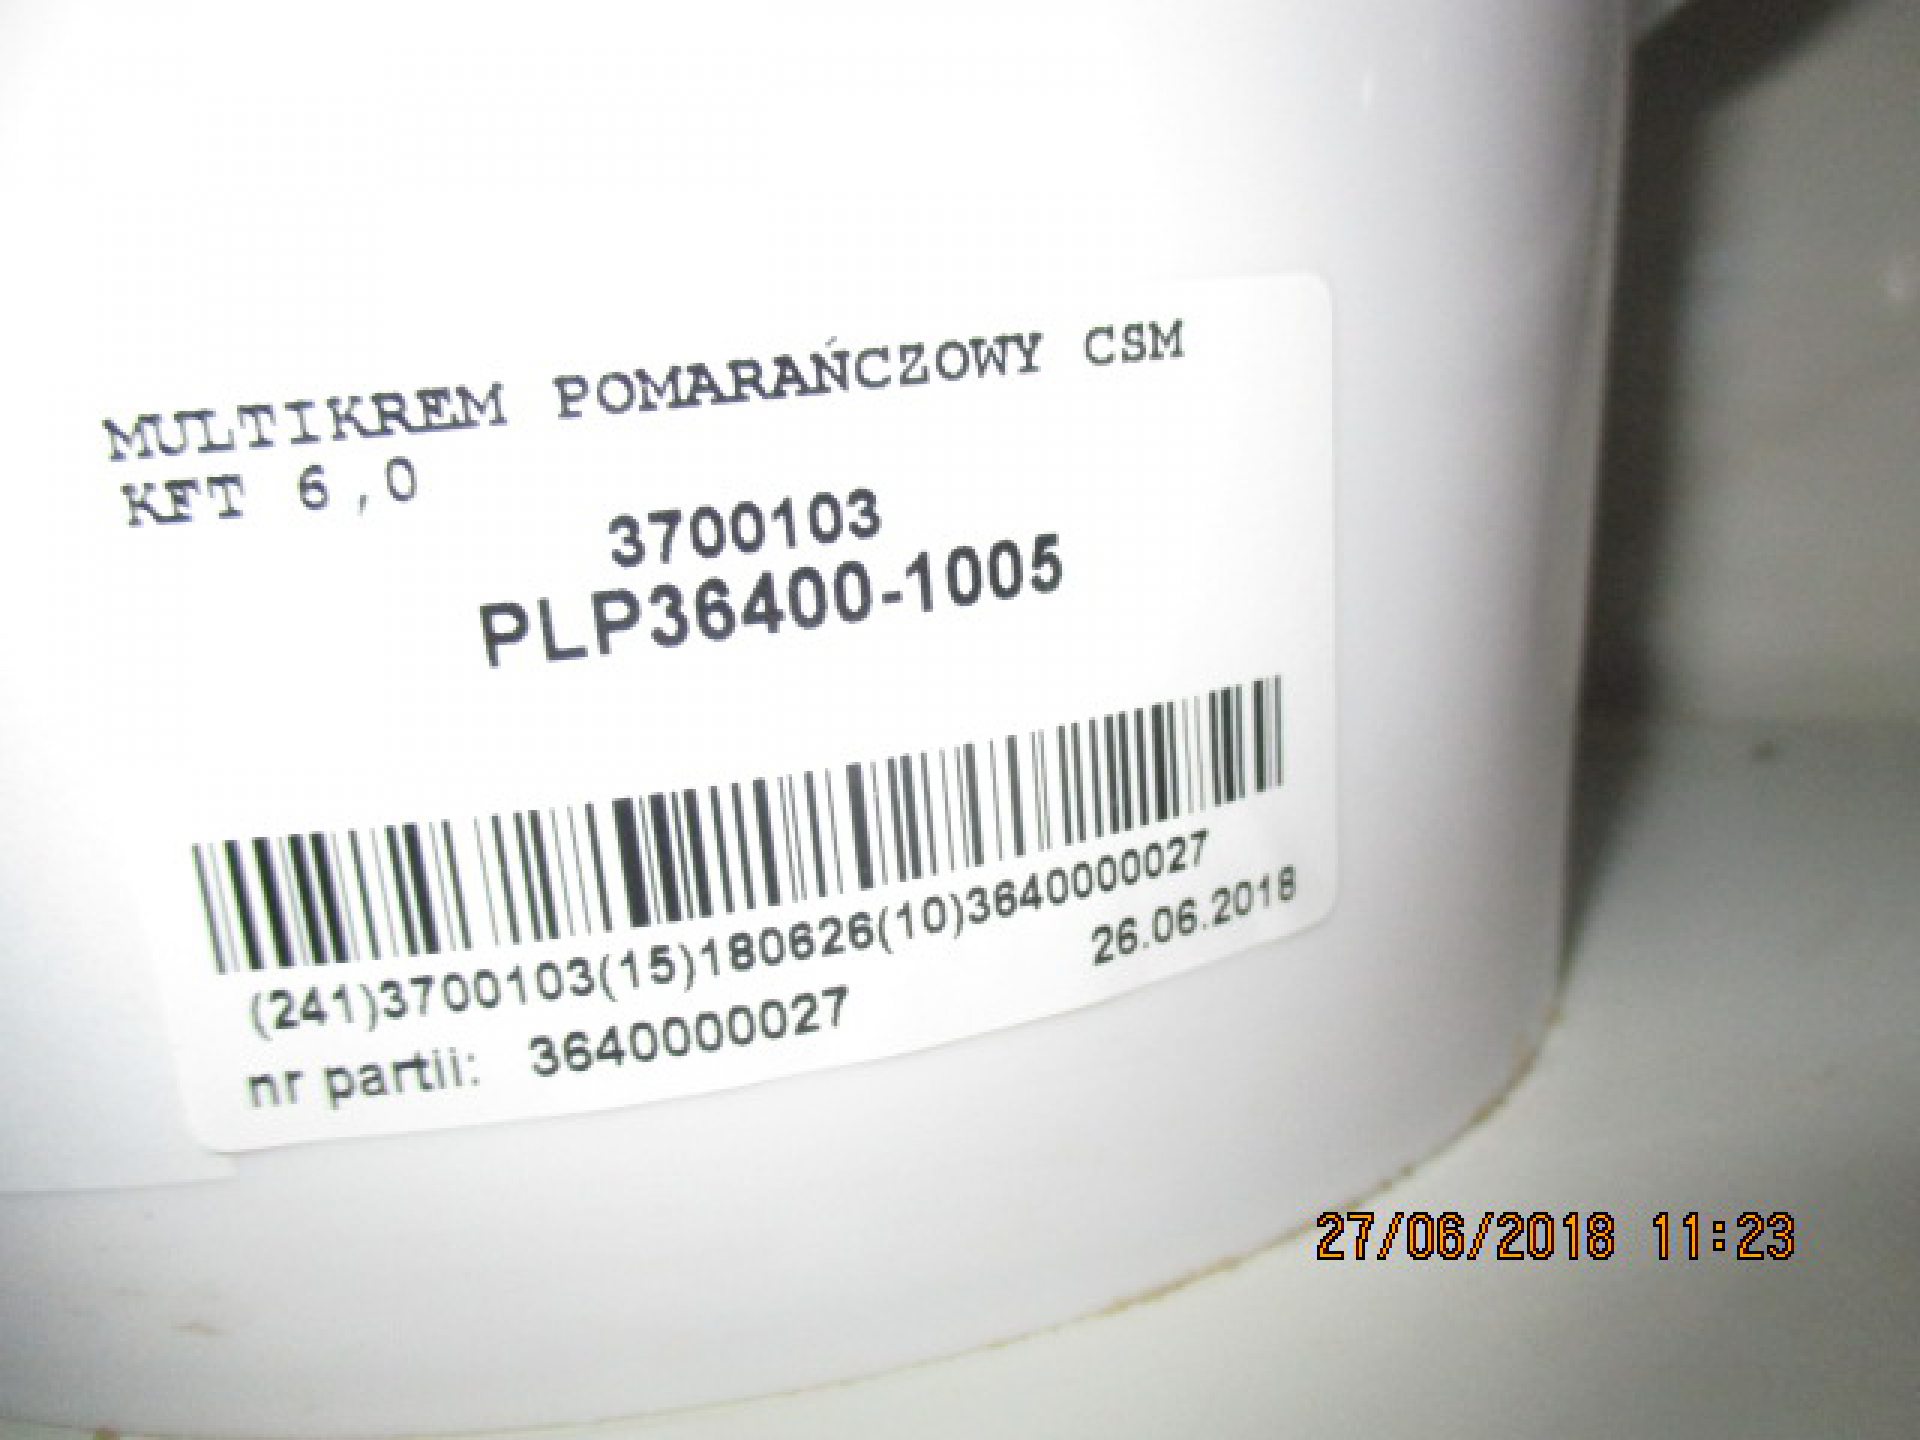 MULTIKREM POMARAŃCZOWY CSM
KFT 6,0
3700103
PLP36400-1005
(241)3700103(15)180626(10)3640000027
26.06.2018
nr partii: 3640000027
27/06/2018 11:23